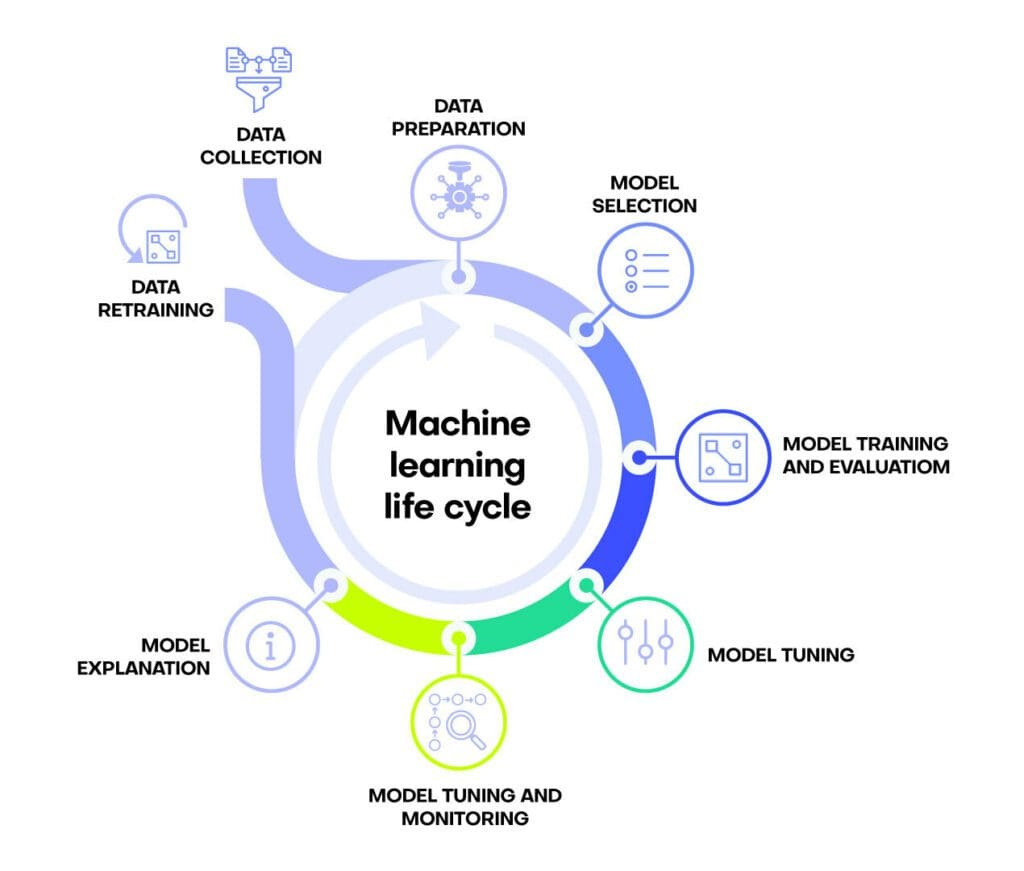 DATA
COLLECTION
DATA
PREPARATION
MODEL
SELECTION
DATA
RETRAINING
Machine
learning
life cycle
MODEL TRAINING
AND EVALUATIOM
MODEL
EXPLANATION
MODEL TUNING
MODEL TUNING AND
MONITORING